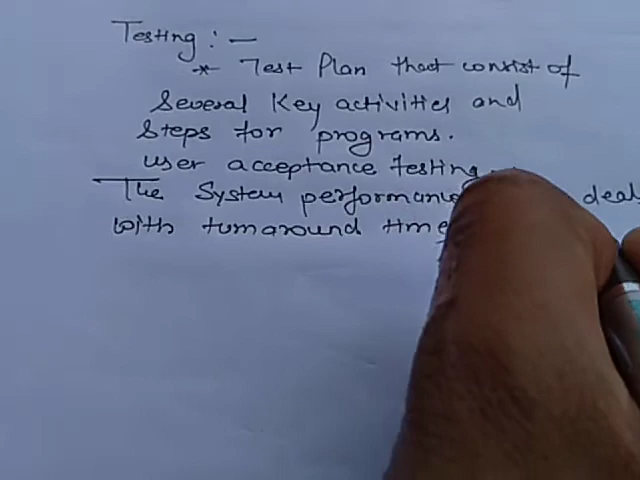 Testing : —
* Test Plan that consist of
Several Key activities and
Steps for programs.
user acceptance testing
The System performance deal
with turnaround time